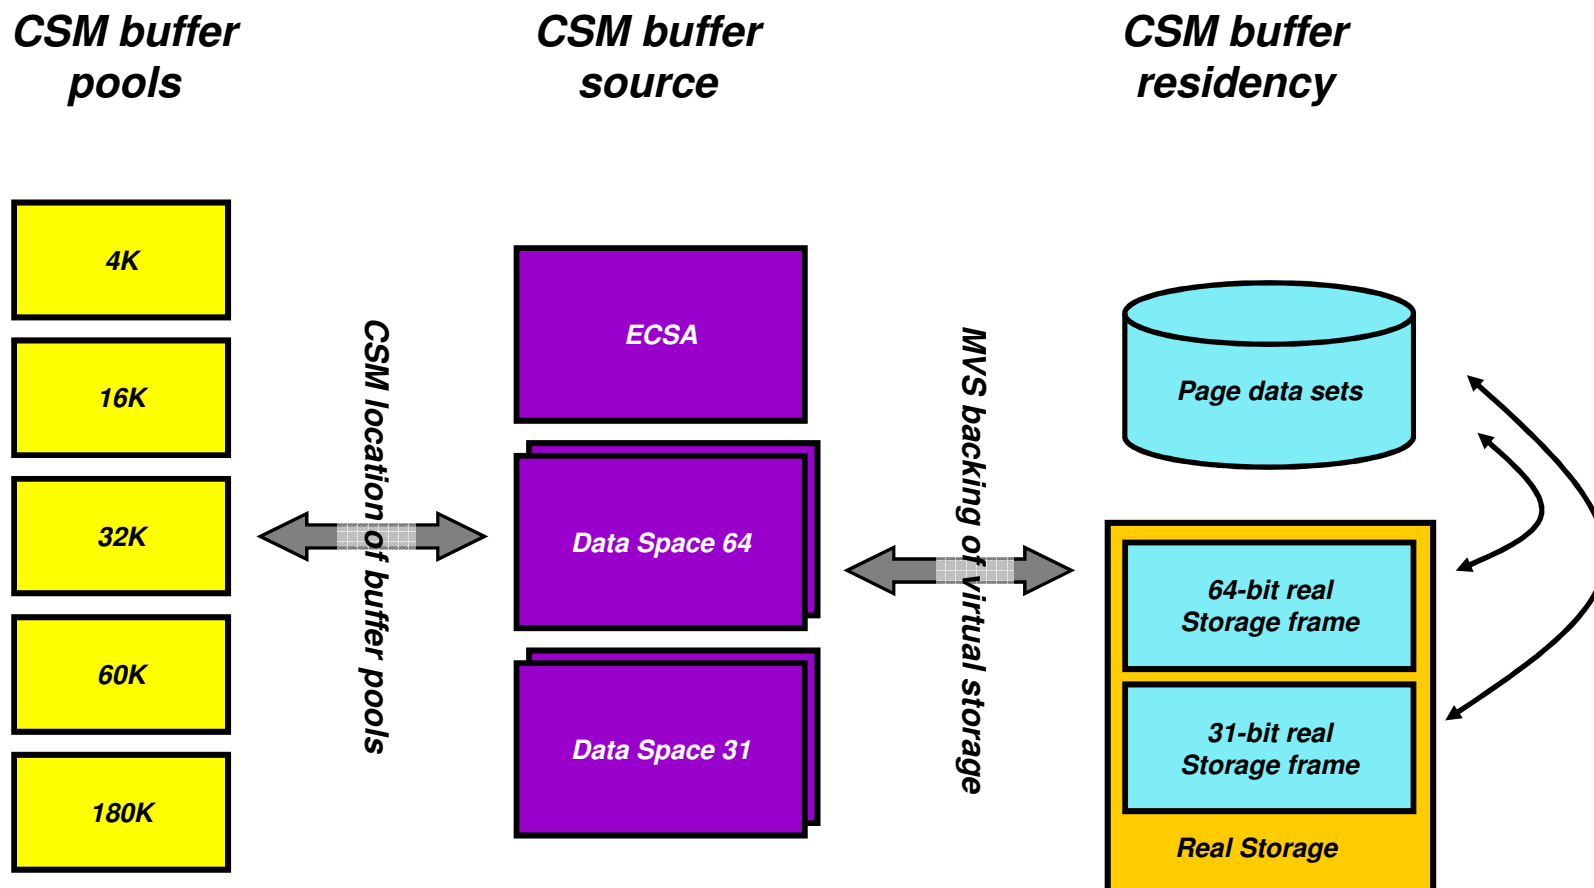 CSM buffer
pools
CSM buffer
source
CSM buffer
residency
4K
16K
32K
60K
180K
CSM location of buffer pools
ECSA
Data Space 64
Data Space 31
MVS backing of virtual storage
Page data sets
64-bit real
Storage frame
31-bit real
Storage frame
Real Storage